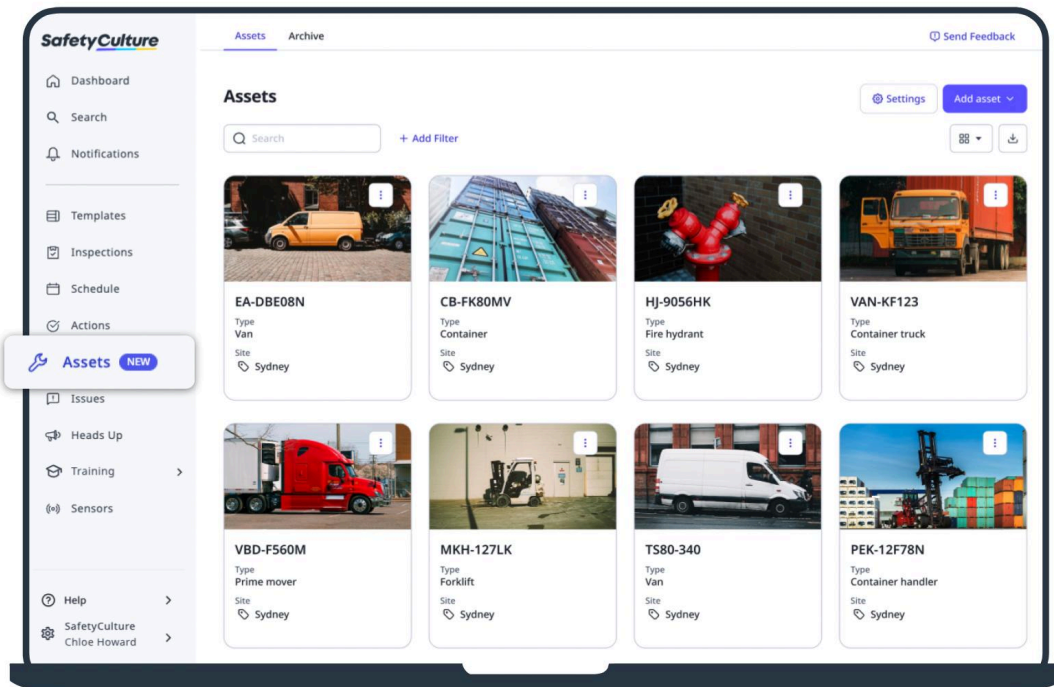 SafetyCulture
Dashboard
Search
Notifications
Templates
Inspections
Schedule
Actions
Assets NEW
Issues
Heads Up
Training
Sensors
Help
SafetyCulture
Chloe Howard
Assets Archive
Send Feedback
Assets
Settings
Add asset
Search
+ Add Filter
EA-DBE08N
Type
Van
Site
Sydney
CB-FK80MV
Type
Container
Site
Sydney
HJ-9056HK
Type
Fire hydrant
Site
Sydney
VAN-KF123
Type
Container truck
Site
Sydney
VBD-F560M
Type
Prime mover
Site
Sydney
MKH-127LK
Type
Forklift
Site
Sydney
TS80-340
Type
Van
Site
Sydney
PEK-12F78N
Type
Container handler
Site
Sydney